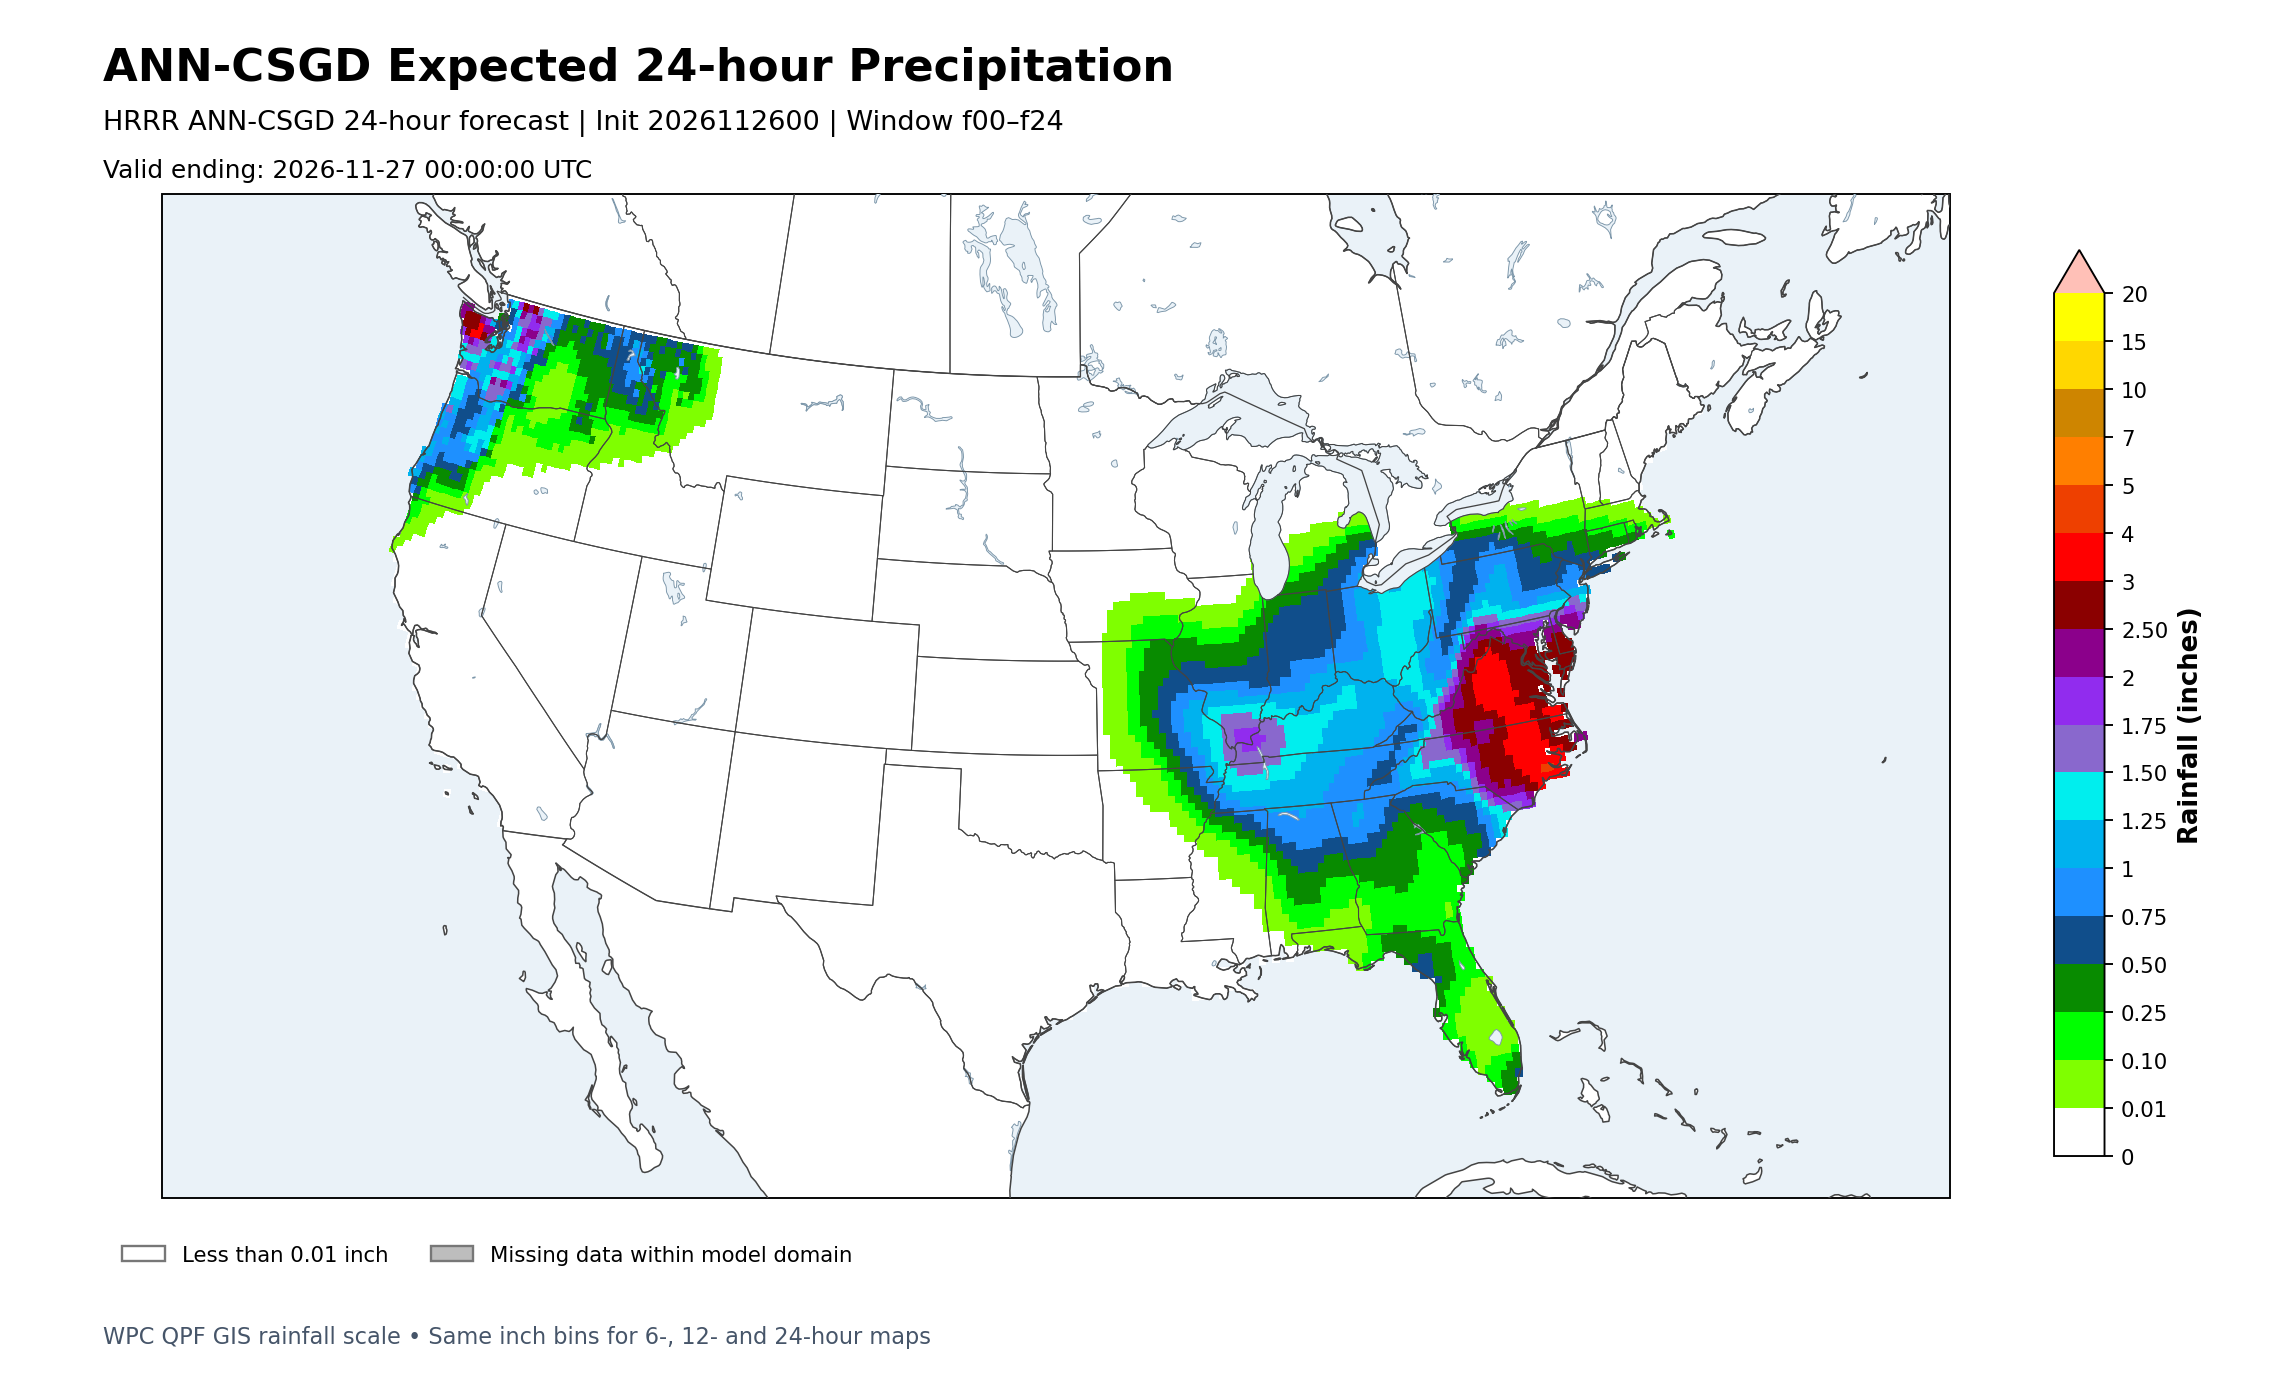 ANN-CSGD Expected 24-hour Precipitation
HRRR ANN-CSGD 24-hour forecast | Init 2026112600 | Window f00–f24
Valid ending: 2026-11-27 00:00:00 UTC
20
15
10
7
5
4
3
2.50
2
1.75
1.50
1.25
1
0.75
0.50
0.25
0.10
0.01
0
Rainfall (inches)
Less than 0.01 inch
Missing data within model domain
WPC QPF GIS rainfall scale • Same inch bins for 6-, 12- and 24-hour maps